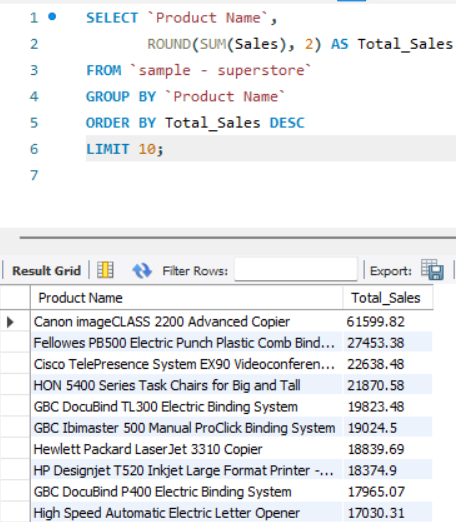 1 SELECT `Product Name`,
2 ROUND(SUM(Sales), 2) AS Total_Sales
3 FROM `sample - superstore`
4 GROUP BY `Product Name`
5 ORDER BY Total_Sales DESC
6 LIMIT 10;
7
Result Grid Filter Rows: Export:
Product Name Total_Sales
Canon imageCLASS 2200 Advanced Copier 61599.82
Fellowes PB500 Electric Punch Plastic Comb Bind... 27453.38
Cisco TelePresence System EX90 Videoconferen... 22638.48
HON 5400 Series Task Chairs for Big and Tall 21870.58
GBC DocuBind TL300 Electric Binding System 19823.48
GBC Ibimaster 500 Manual ProClick Binding System 19024.5
Hewlett Packard LaserJet 3310 Copier 18839.69
HP Designjet T520 Inkjet Large Format Printer -... 18374.9
GBC DocuBind P400 Electric Binding System 17965.07
High Speed Automatic Electric Letter Opener 17030.31